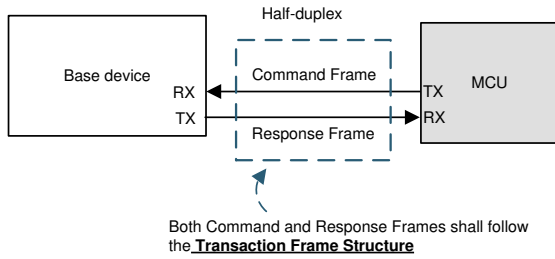 Half-duplex
Base device
Command Frame
MCU
RX
TX
TX
RX
Response Frame
Both Command and Response Frames shall follow
the Transaction Frame Structure